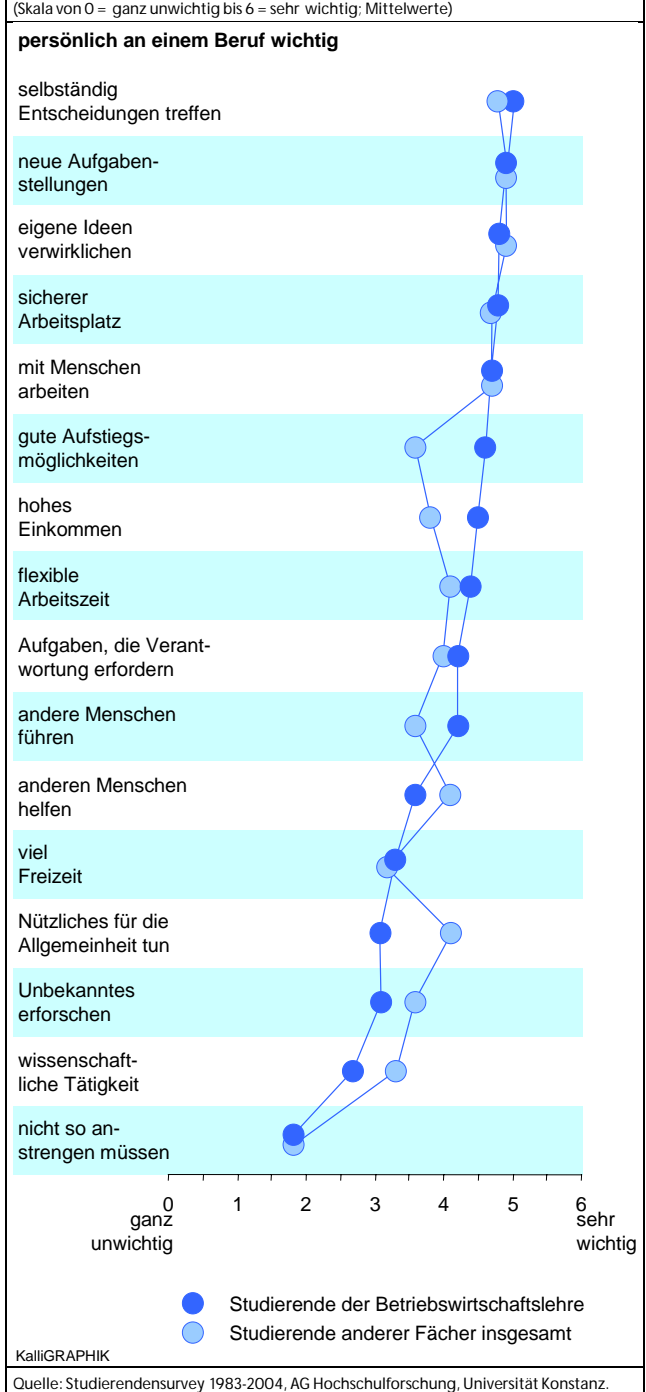 (Skala von 0 = ganz unwichtig bis 6 = sehr wichtig; Mittelwerte)
persönlich an einem Beruf wichtig
selbständig
Entscheidungen treffen
neue Aufgaben-
stellungen
eigene Ideen
verwirklichen
sicherer
Arbeitsplatz
mit Menschen
arbeiten
gute Aufstiegs-
möglichkeiten
hohes
Einkommen
flexible
Arbeitszeit
Aufgaben, die Verant-
wortung erfordern
andere Menschen
führen
anderen Menschen
helfen
viel
Freizeit
Nützliches für die
Allgemeinheit tun
Unbekanntes
erforschen
wissenschaft-
liche Tätigkeit
nicht so an-
strengen müssen
0 1 2 3 4 5 6
ganz
unwichtig
sehr
wichtig
Studierende der Betriebswirtschaftslehre
Studierende anderer Fächer insgesamt
KalliGRAPHIK
Quelle: Studierendensurvey 1983-2004, AG Hochschulforschung, Universität Konstanz.